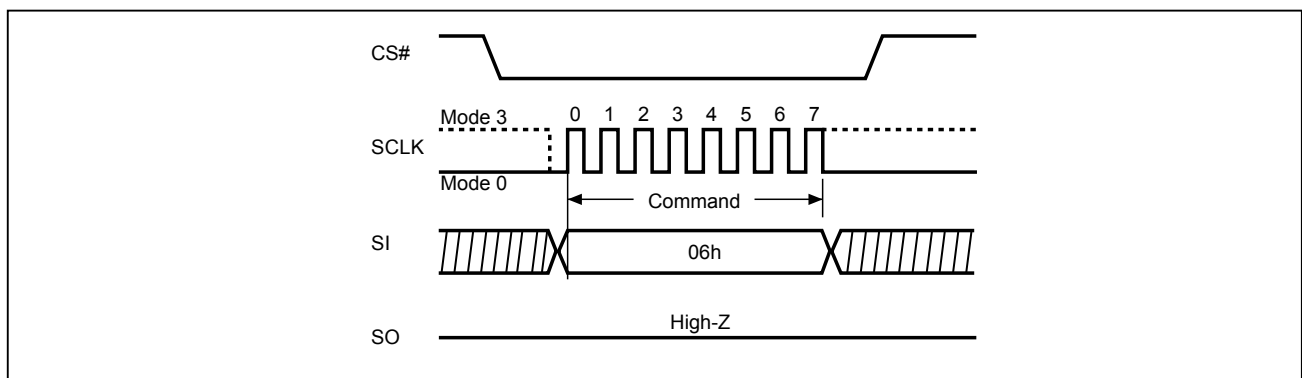 CS#
Mode 3
0 1 2 3 4 5 6 7
SCLK
Mode 0
Command
SI
06h
High-Z
SO